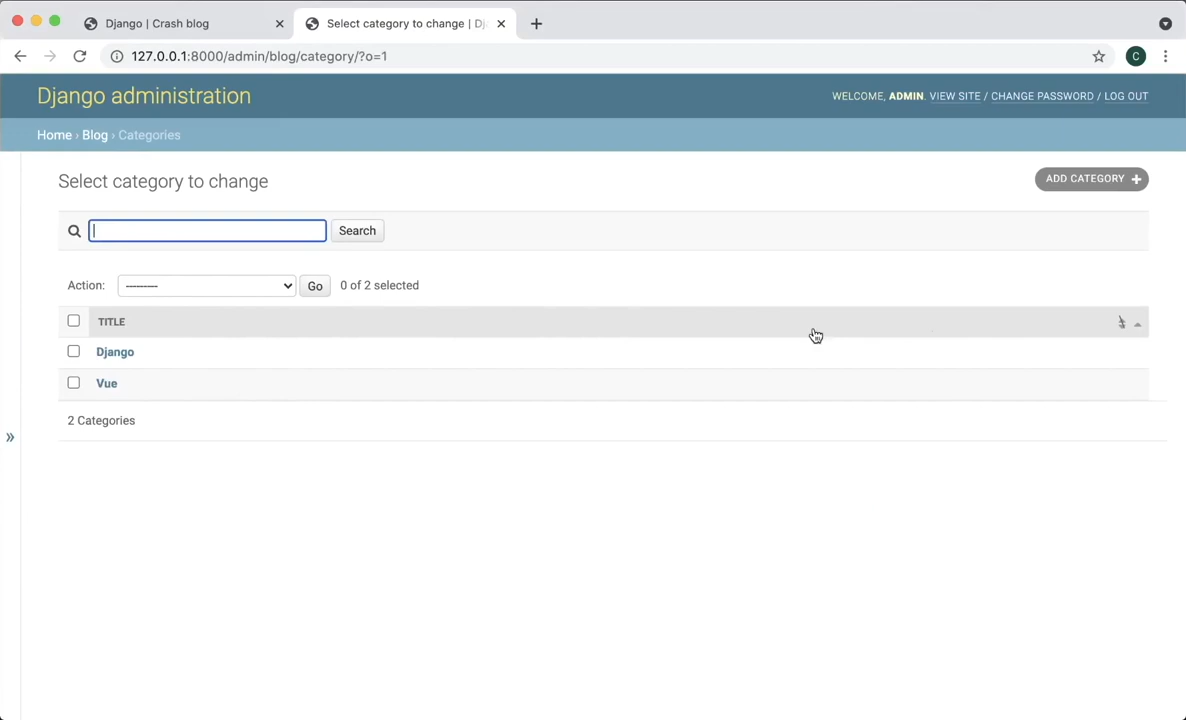 Django | Crash blog
Select category to change | Dj
127.0.0.1:8000/admin/blog/category/?o=1
C
Django administration
WELCOME, ADMIN. VIEW SITE / CHANGE PASSWORD / LOG OUT
Home › Blog › Categories
Select category to change
ADD CATEGORY +
Search
Action: --------- Go 0 of 2 selected
TITLE
Django
Vue
2 Categories
»